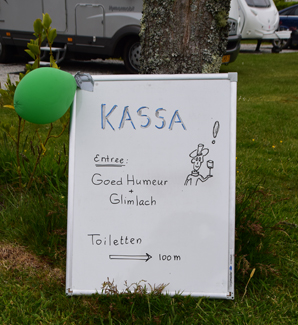 KASSA
Entree:
Goed Humeur
+
Glimlach
!
Toiletten
→ 100 m